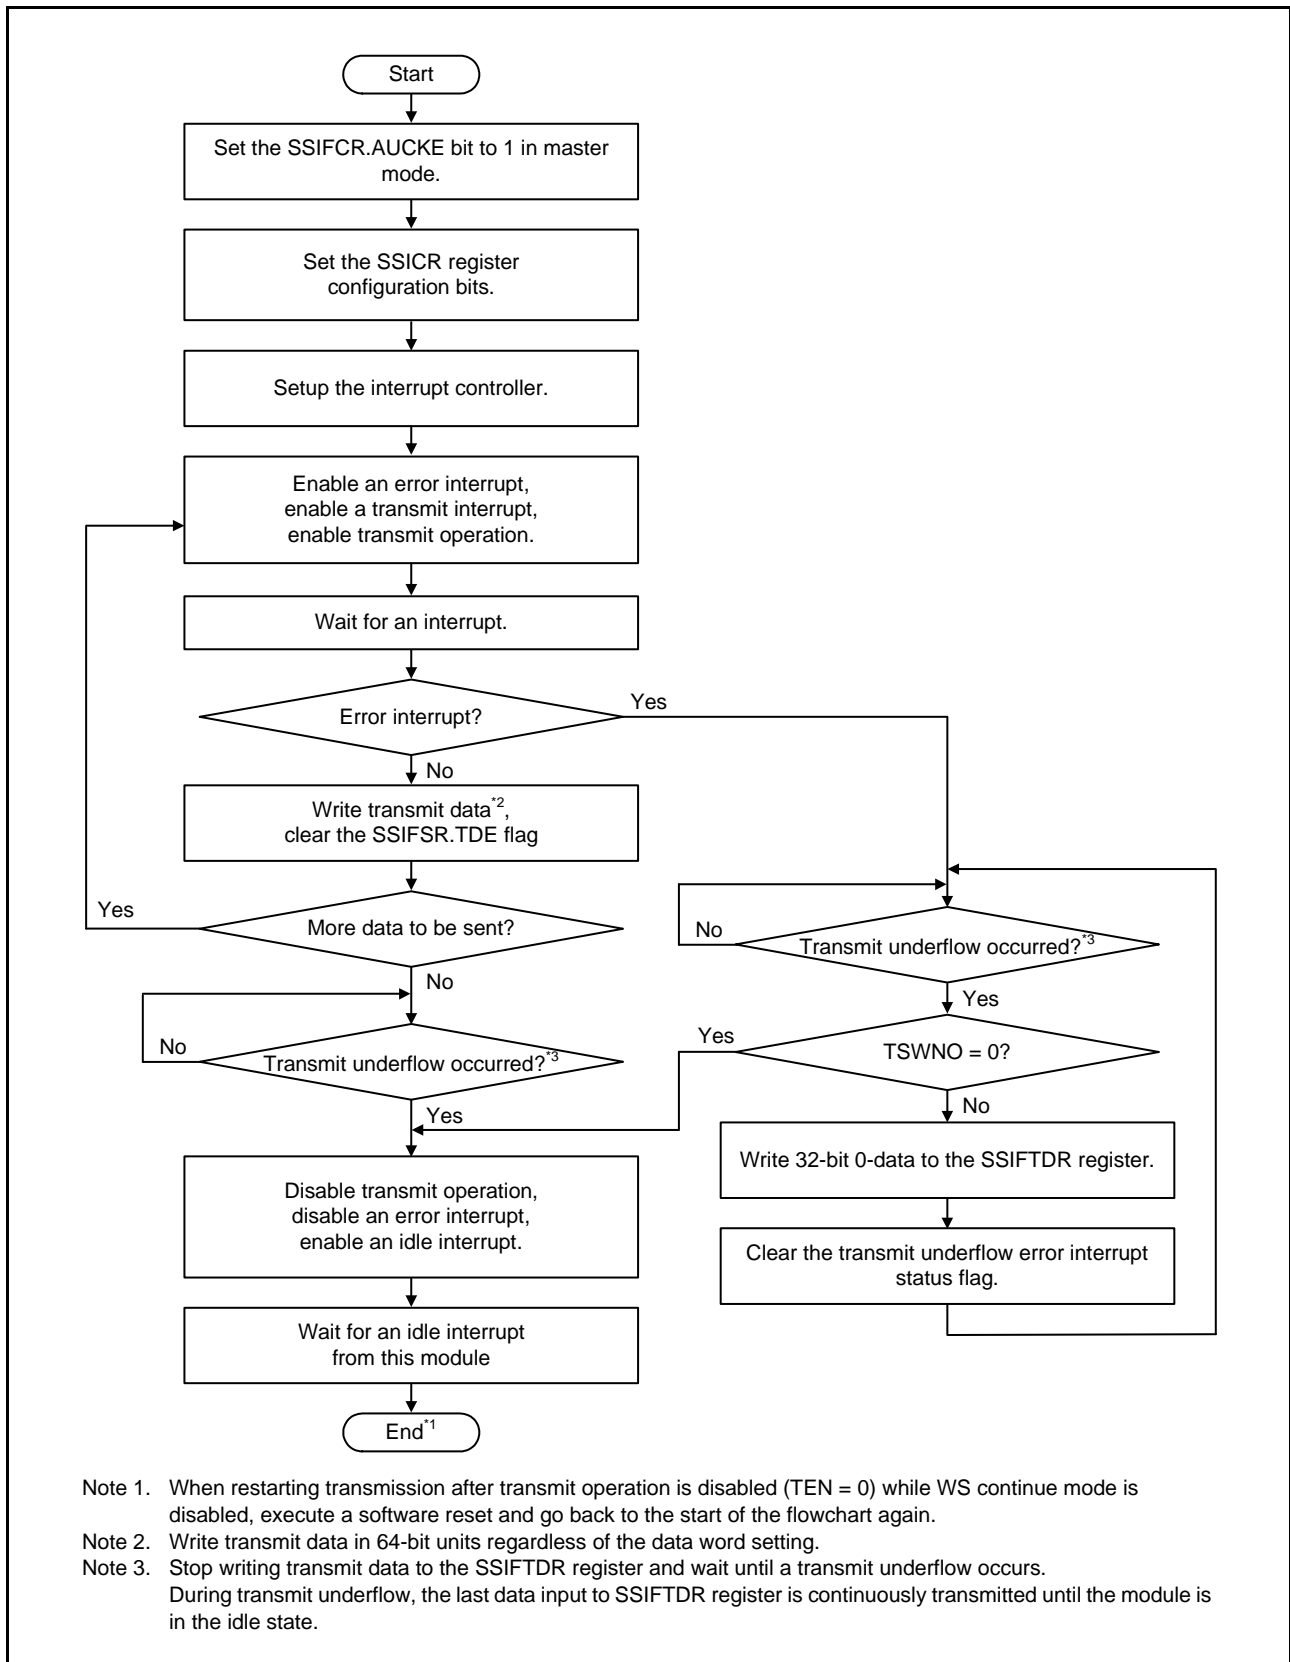 Start
Set the SSIFCR.AUCKE bit to 1 in master
mode.
Set the SSICR register
configuration bits.
Setup the interrupt controller.
Enable an error interrupt,
enable a transmit interrupt,
enable transmit operation.
Wait for an interrupt.
Error interrupt?
Yes
No
Write transmit data*2,
clear the SSIFSR.TDE flag
More data to be sent?
Yes
No
Transmit underflow occurred?*3
No
Yes
Transmit underflow occurred?*3
No
Yes
TSWNO = 0?
Yes
No
Write 32-bit 0-data to the SSIFTDR register.
Clear the transmit underflow error interrupt
status flag.
Disable transmit operation,
disable an error interrupt,
enable an idle interrupt.
Wait for an idle interrupt
from this module
End*1
Note 1. When restarting transmission after transmit operation is disabled (TEN = 0) while WS continue mode is
disabled, execute a software reset and go back to the start of the flowchart again.
Note 2. Write transmit data in 64-bit units regardless of the data word setting.
Note 3. Stop writing transmit data to the SSIFTDR register and wait until a transmit underflow occurs.
During transmit underflow, the last data input to SSIFTDR register is continuously transmitted until the module is
in the idle state.